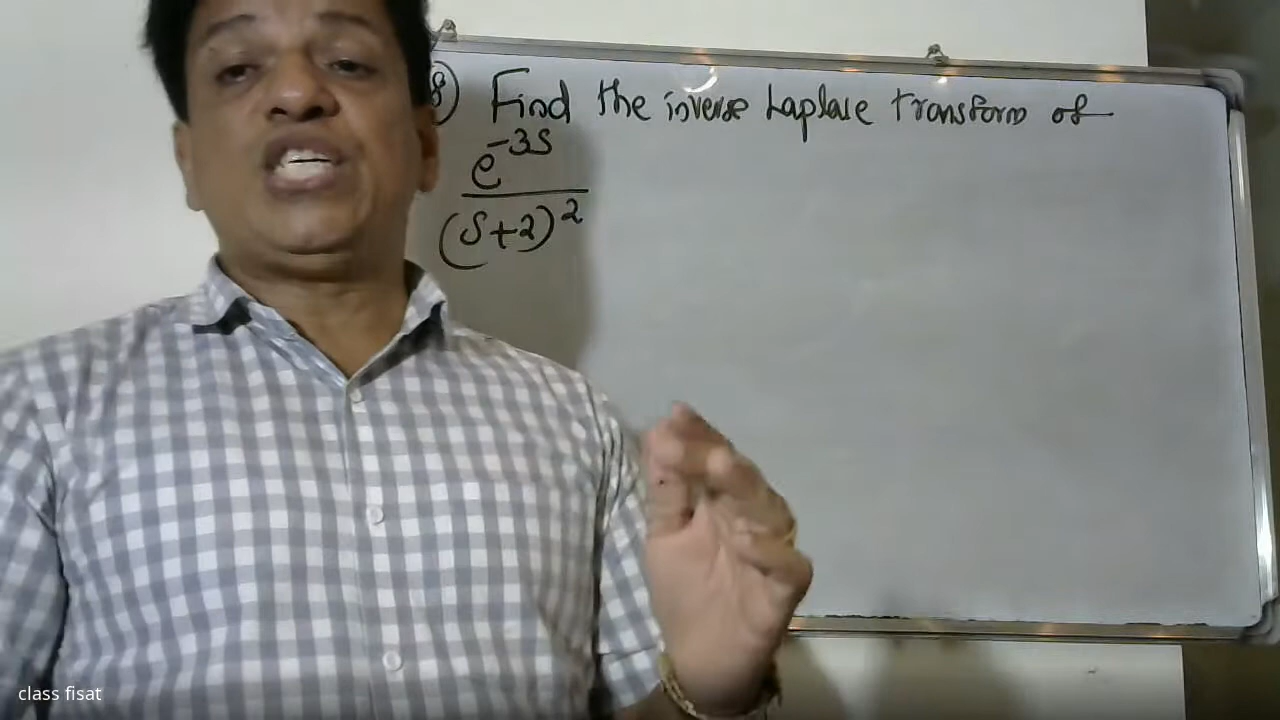 8) Find the inverse Laplace transform of
e^-3s
(s+2)^2
class fisat